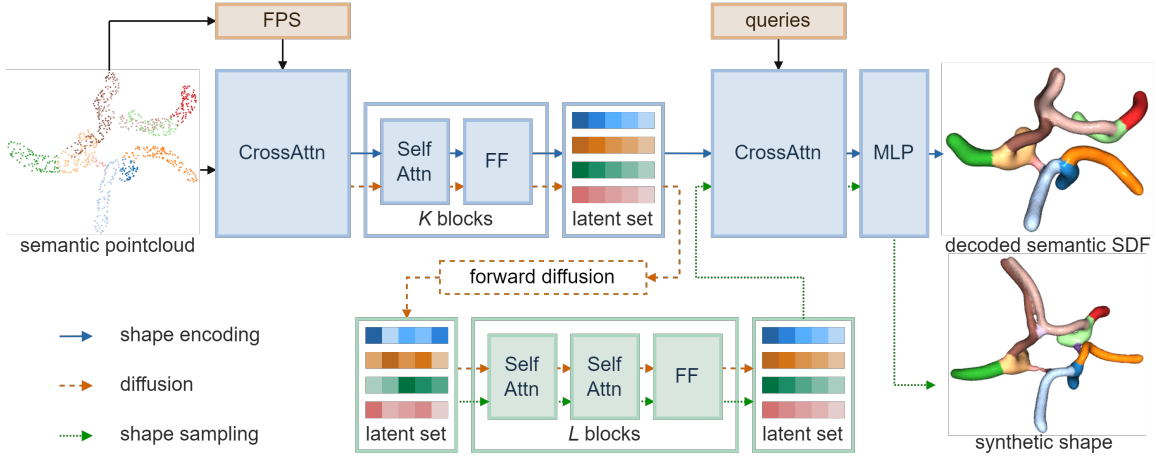 FPS
queries
CrossAttn
Self
Attn
FF
K blocks
latent set
CrossAttn
MLP
semantic pointcloud
decoded semantic SDF
forward diffusion
shape encoding
diffusion
shape sampling
latent set
Self
Attn
Self
Attn
FF
L blocks
latent set
synthetic shape